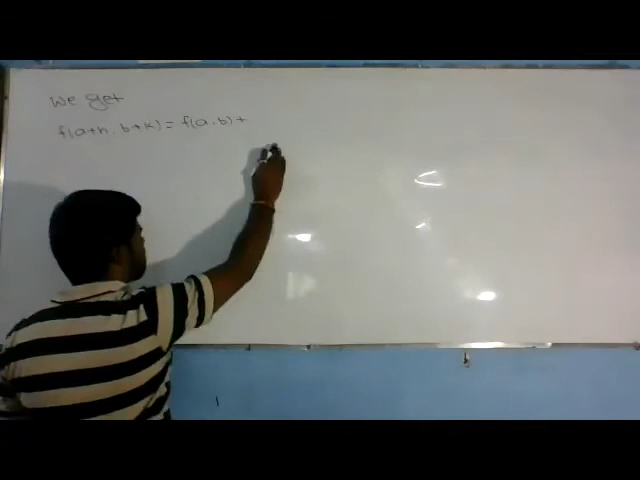 We get
f(a+h, b+k) = f(a, b) +